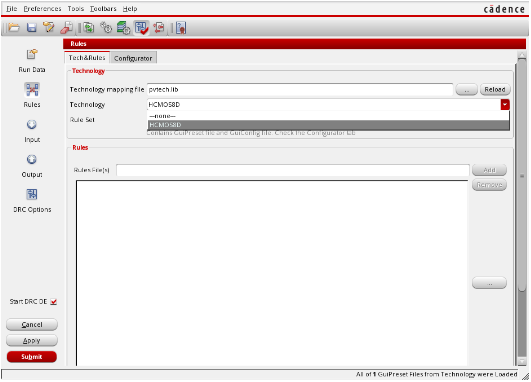 File Preferences Tools Toolbars Help
cādence
Rules
Run Data
Rules
Input
Output
DRC Options
Start DRC DE
Cancel
Apply
Submit
Tech&Rules Configurator
Technology
Technology mapping file pvtech.lib ... Reload
Technology HCMOS8D
---none---
HCMOS8D
Rule Set
Contains GuiPreset file and GuiConfig file. Check the Configurator tab
Rules
Rules File(s) Add
Remove
...
All of 1 GuiPreset Files from Technology were Loaded